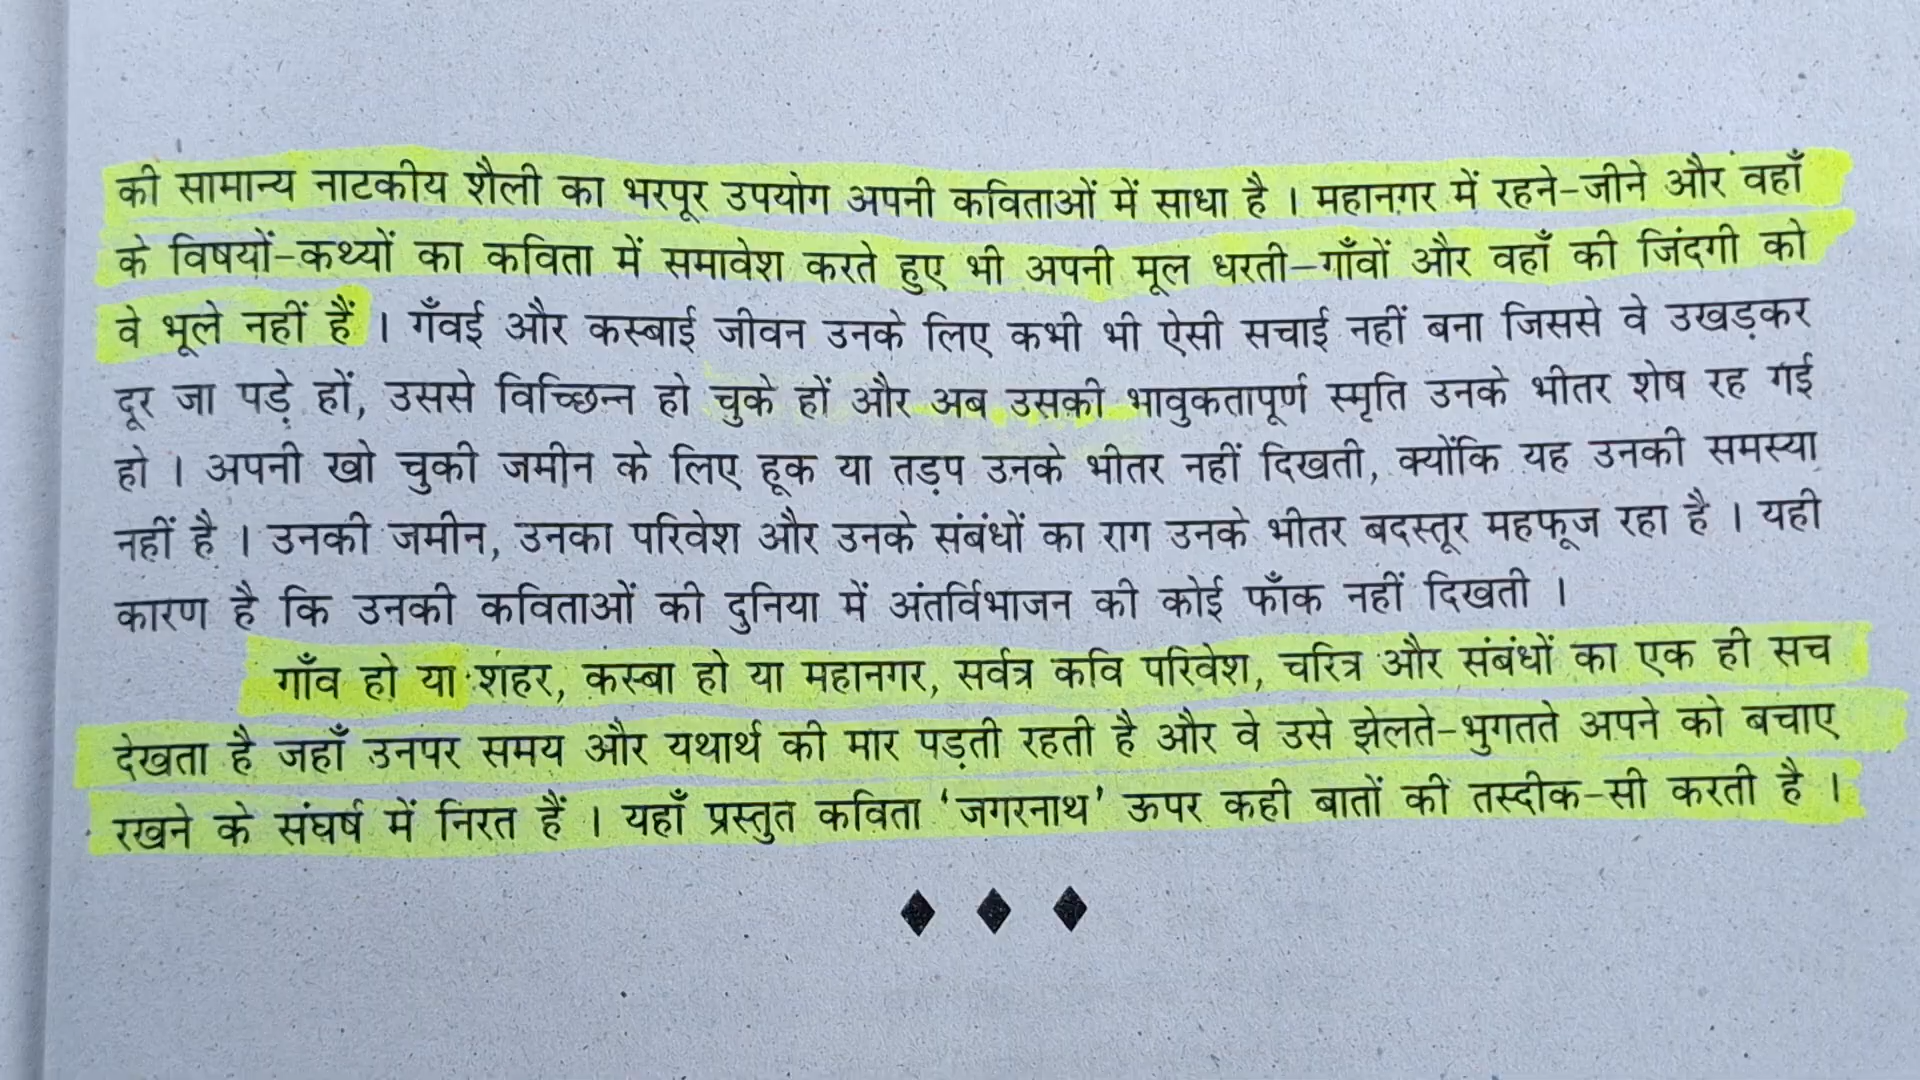 की सामान्य नाटकीय शैली का भरपूर उपयोग अपनी कविताओं में साधा है । महानगर में रहने-जीने और वहाँ
के विषयों-कथ्यों का कविता में समावेश करते हुए भी अपनी मूल धरती-गाँवों और वहाँ की जिंदगी को
वे भूले नहीं हैं । गँवई और कस्बाई जीवन उनके लिए कभी भी ऐसी सचाई नहीं बना जिससे वे उखड़कर
दूर जा पड़े हों, उससे विच्छिन्न हो चुके हों और अब उसकी भावुकतापूर्ण स्मृति उनके भीतर शेष रह गई
हो । अपनी खो चुकी जमीन के लिए हूक या तड़प उनके भीतर नहीं दिखती, क्योंकि यह उनकी समस्या
नहीं है । उनकी जमीन, उनका परिवेश और उनके संबंधों का राग उनके भीतर बदस्तूर महफूज रहा है । यही
कारण है कि उनकी कविताओं की दुनिया में अंतर्विभाजन की कोई फाँक नहीं दिखती ।
गाँव हो या शहर, कस्बा हो या महानगर, सर्वत्र कवि परिवेश, चरित्र और संबंधों का एक ही सच
देखता है जहाँ उनपर समय और यथार्थ की मार पड़ती रहती है और वे उसे झेलते-भुगतते अपने को बचाए
रखने के संघर्ष में निरत हैं । यहाँ प्रस्तुत कविता ‘जगरनाथ’ ऊपर कही बातों की तस्दीक-सी करती है ।